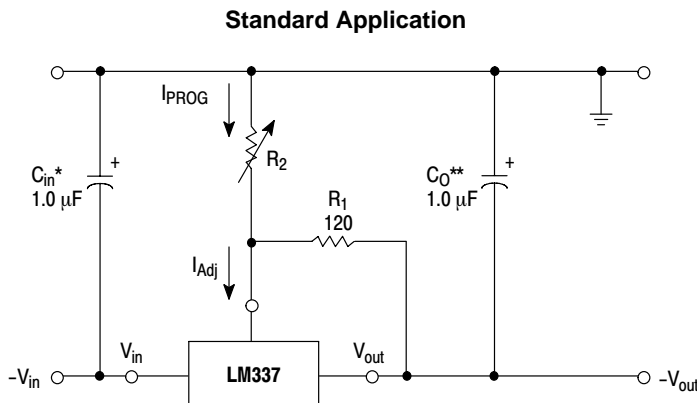 Standard Application
I_PROG
R_2
C_in*
1.0 μF
+
R_1
120
C_O**
1.0 μF
+
I_Adj
-V_in
V_in
LM337
V_out
-V_out